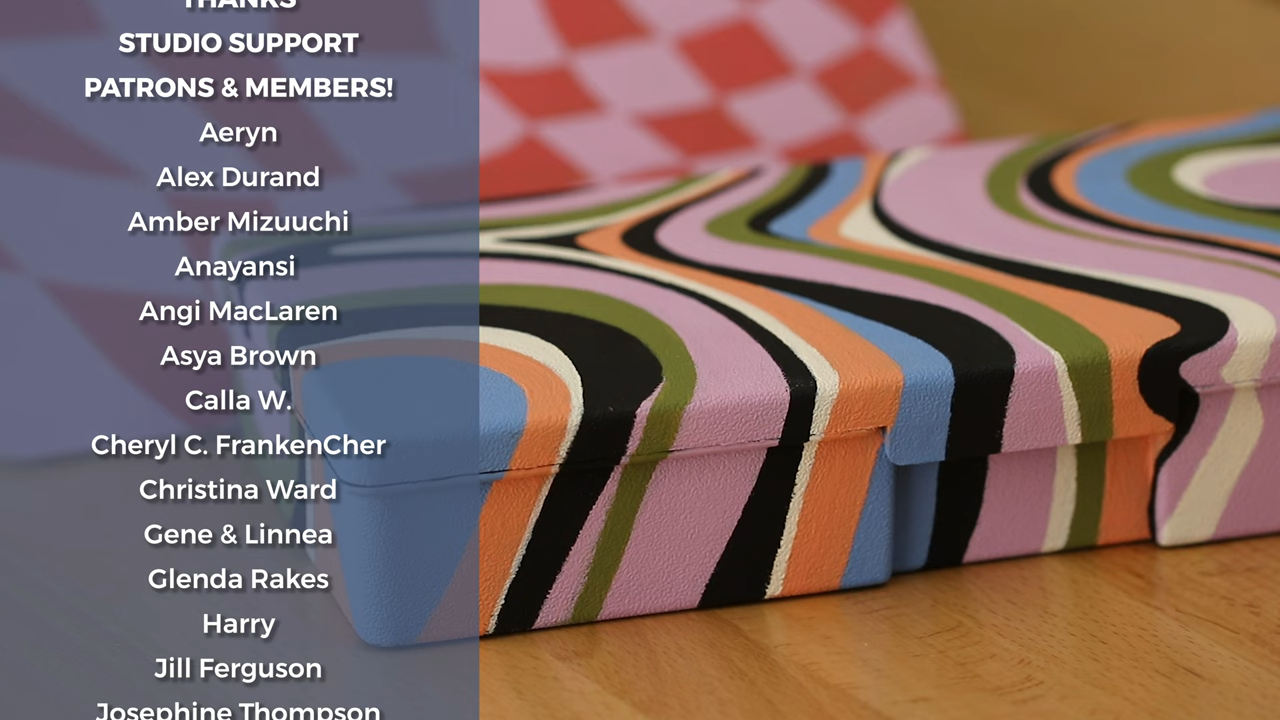 THANKS
STUDIO SUPPORT
PATRONS & MEMBERS!
Aeryn
Alex Durand
Amber Mizuuchi
Anayansi
Angi MacLaren
Asya Brown
Calla W.
Cheryl C. FrankenCher
Christina Ward
Gene & Linnea
Glenda Rakes
Harry
Jill Ferguson
Josephine Thompson